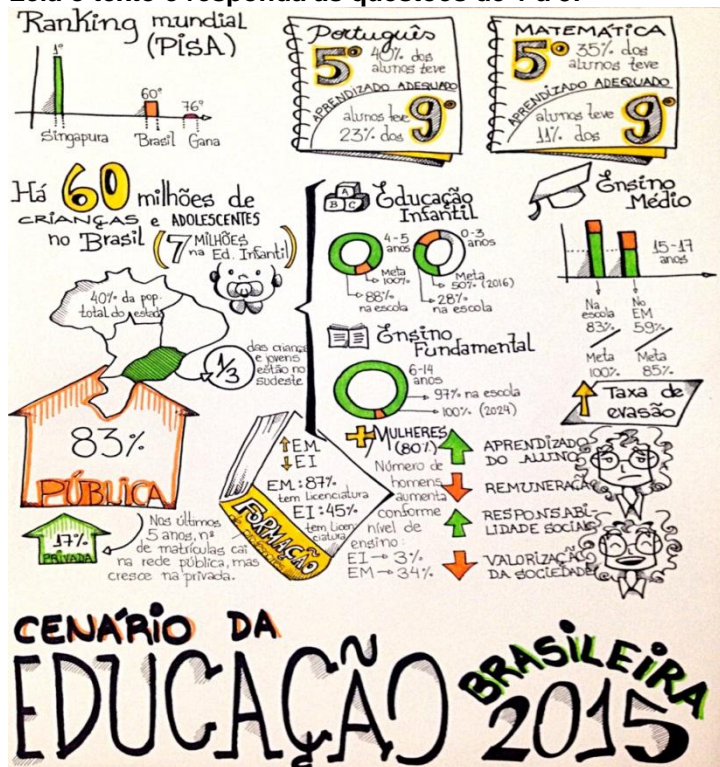 Leia o texto e responda as questões de 1 a 5.
Ranking mundial
(PiSA)
1º
60º
76º
Singapura
Brasil
Gana
Português
5º 40% dos
alunos teve
APRENDIZADO ADEQUADO
alunos teve
23% dos 9º
MATEMÁTiCA
5º 35% dos
alunos teve
APRENDIZADO ADEQUADO
alunos teve
11% dos 9º
Há 60 milhões de
CRIANÇAS e ADOLESCENTES
no Brasil (7 MILHÕES
na Ed. Infantil)
40% da pop.
total do estado
1/3
das crianças
e jovens
estão no
sudeste
83%
PÚBLICA
17%
PRIVADA
Nos últimos
5 anos, nº
de matrículas cai
na rede pública, mas
cresce na privada.
A
B C
Educação
Infantil
4-5
anos
Meta
100%
88%
na escola
0-3
anos
Meta
50% (2016)
28%
na escola
Ensino
Fundamental
6-14
anos
97% na escola
100% (2024)
Ensino
Médio
15-17
anos
Na
escola
83%
Meta
100%
No
EM
59%
Meta
85%
Taxa de
evasão
EM
EI
EM: 87%
tem Licenciatura
EI: 45%
tem Licen
ciatura
FORMAÇÃO
+ MULHERES
(80%)
Número de
homens
aumenta
conforme
nível de
ensino:
EI → 3%
EM → 34%
APRENDIZADO
DO ALUNO
REMUNERAÇÃO
RESPONSABI-
LIDADE SOCIAL
VALORIZAÇÃO
DA SOCIEDADE
CENÁRiO DA
EDUCAÇÃO BRASILEiRA
2015